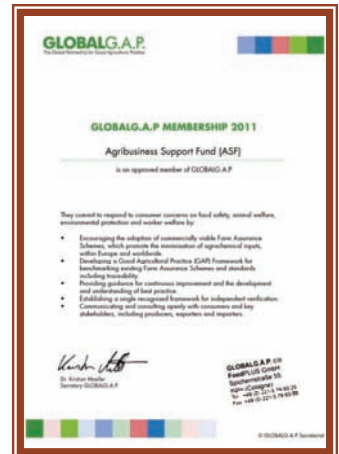 GLOBALG.A.P.
The Global Partnership for Good Agricultural Practice
GLOBALG.A.P MEMBERSHIP 2011
Agribusiness Support Fund (ASF)
is an approved member of GLOBALG.A.P
They commit to respond to consumer concerns on food safety, animal welfare,
environmental protection and worker welfare by:
• Encouraging the adoption of commercially viable Farm Assurance
Schemes, which promote the minimisation of agrochemical inputs,
within Europe and worldwide.
• Developing a Good Agricultural Practice (GAP) Framework for
benchmarking existing Farm Assurance Schemes and standards
including traceability.
• Providing guidance for continuous improvement and the development
and understanding of best practice.
• Establishing a single recognised framework for independent verification.
• Communicating and consulting openly with consumers and key
stakeholders, including producers, exporters and importers.
Dr. Kristian Moeller
Secretary GLOBALG.A.P
GLOBALG.A.P. c/o
FoodPLUS GmbH
Spichernstraße 55
(Cologne)
© GLOBALG.A.P Secretariat